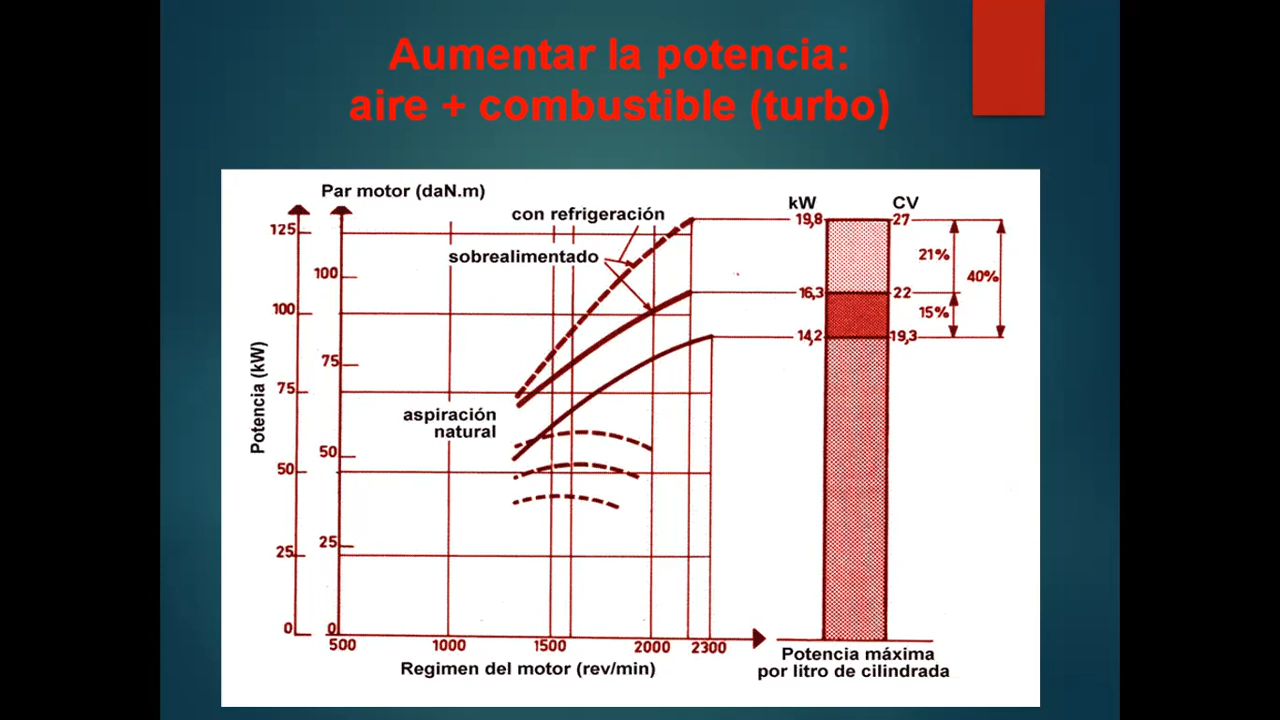 Aumentar la potencia:
aire + combustible (turbo)
Par motor (daN.m)
kW
CV
con refrigeración
19,8
27
125
sobrealimentado
21%
40%
100
16,3
22
100
15%
14,2
19,3
75
75
Potencia (kW)
aspiración
natural
50
50
25
25
0
0
500
1000
1500
2000
2300
Regimen del motor (rev/min)
Potencia máxima
por litro de cilindrada